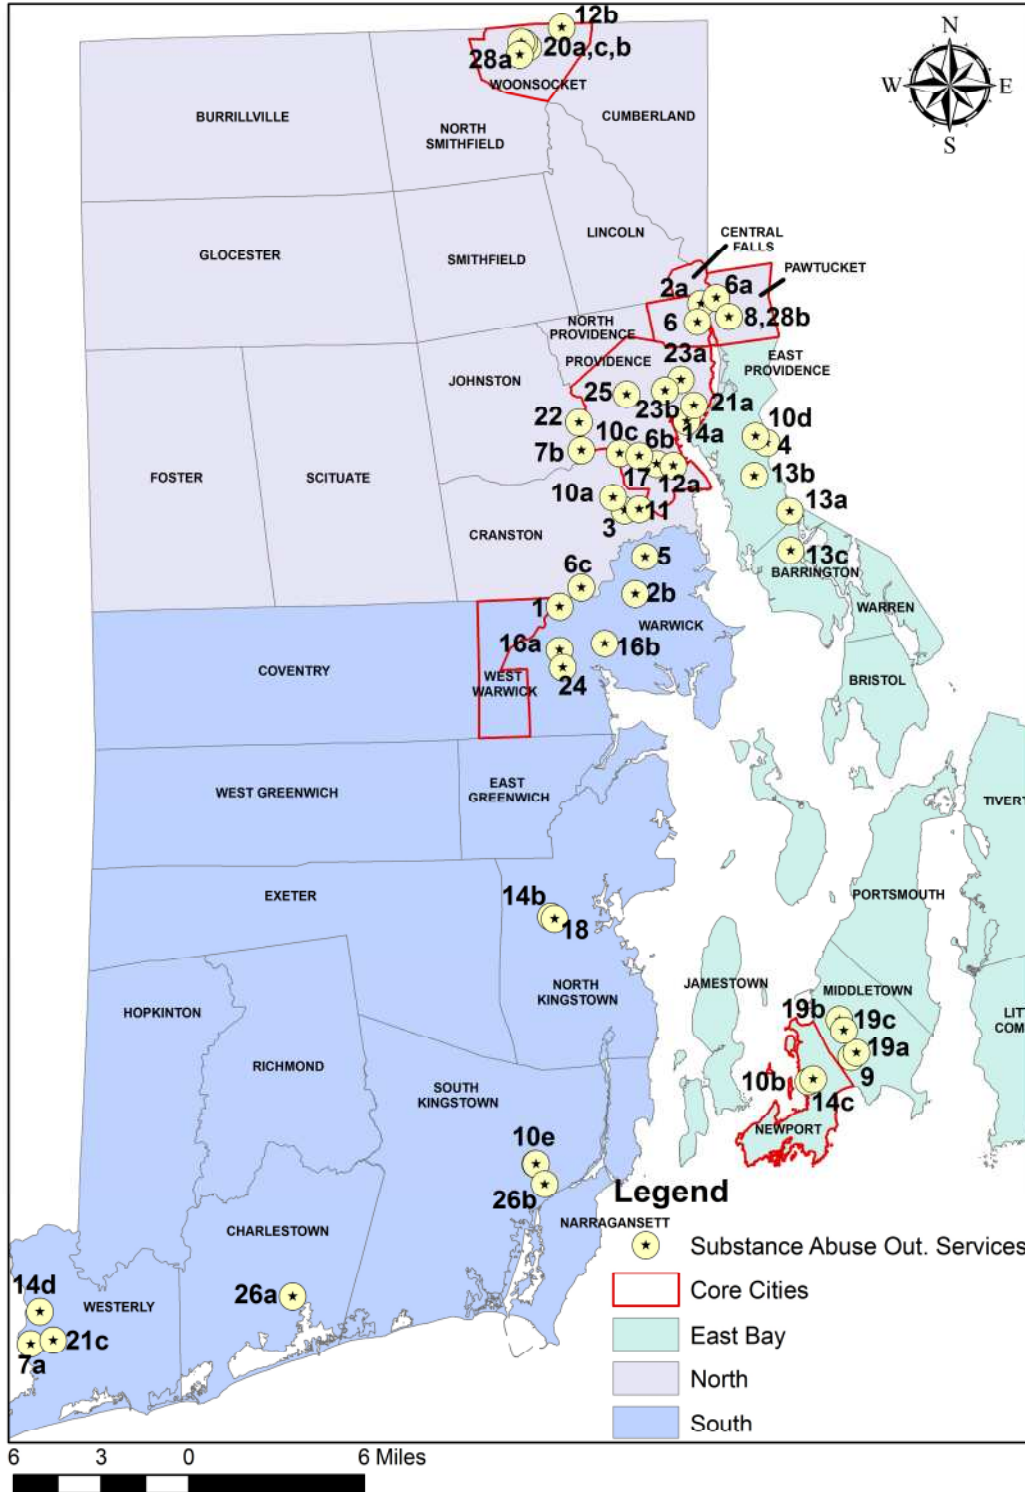 12b
20a,c,b
28a
WOONSOCKET
N
W
E
S
BURRILLVILLE
NORTH
SMITHFIELD
CUMBERLAND
LINCOLN
CENTRAL
FALLS
GLOCESTER
SMITHFIELD
PAWTUCKET
2a
6a
6
8,28b
NORTH
PROVIDENCE
PROVIDENCE
23a
EAST
PROVIDENCE
JOHNSTON
25
23b
21a
22
10c
6b
14a
10d
4
7b
FOSTER
SCITUATE
17
12a
13b
10a
11
3
13a
CRANSTON
5
13c
BARRINGTON
6c
2b
1
WARREN
WARWICK
16a
16b
COVENTRY
WEST
WARWICK
24
BRISTOL
WEST GREENWICH
EAST
GREENWICH
TIVERT
EXETER
PORTSMOUTH
14b
18
JAMESTOWN
NORTH
KINGSTOWN
MIDDLETOWN
HOPKINTON
19b
19c
LIT
COM
19a
RICHMOND
9
SOUTH
KINGSTOWN
10b
14c
NEWPORT
10e
26b
NARRAGANSETT
CHARLESTOWN
14d
WESTERLY
26a
21c
7a
Legend
Substance Abuse Out. Services
Core Cities
East Bay
North
South
6 3 0 6 Miles